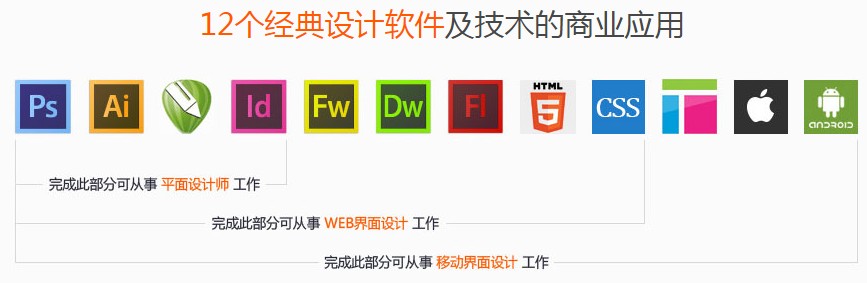 12个经典设计软件及技术的商业应用
Ps Ai Id Fw Dw Fl HTML 5 CSS ANDROID
完成此部分可从事 平面设计师 工作
完成此部分可从事 WEB界面设计 工作
完成此部分可从事 移动界面设计 工作